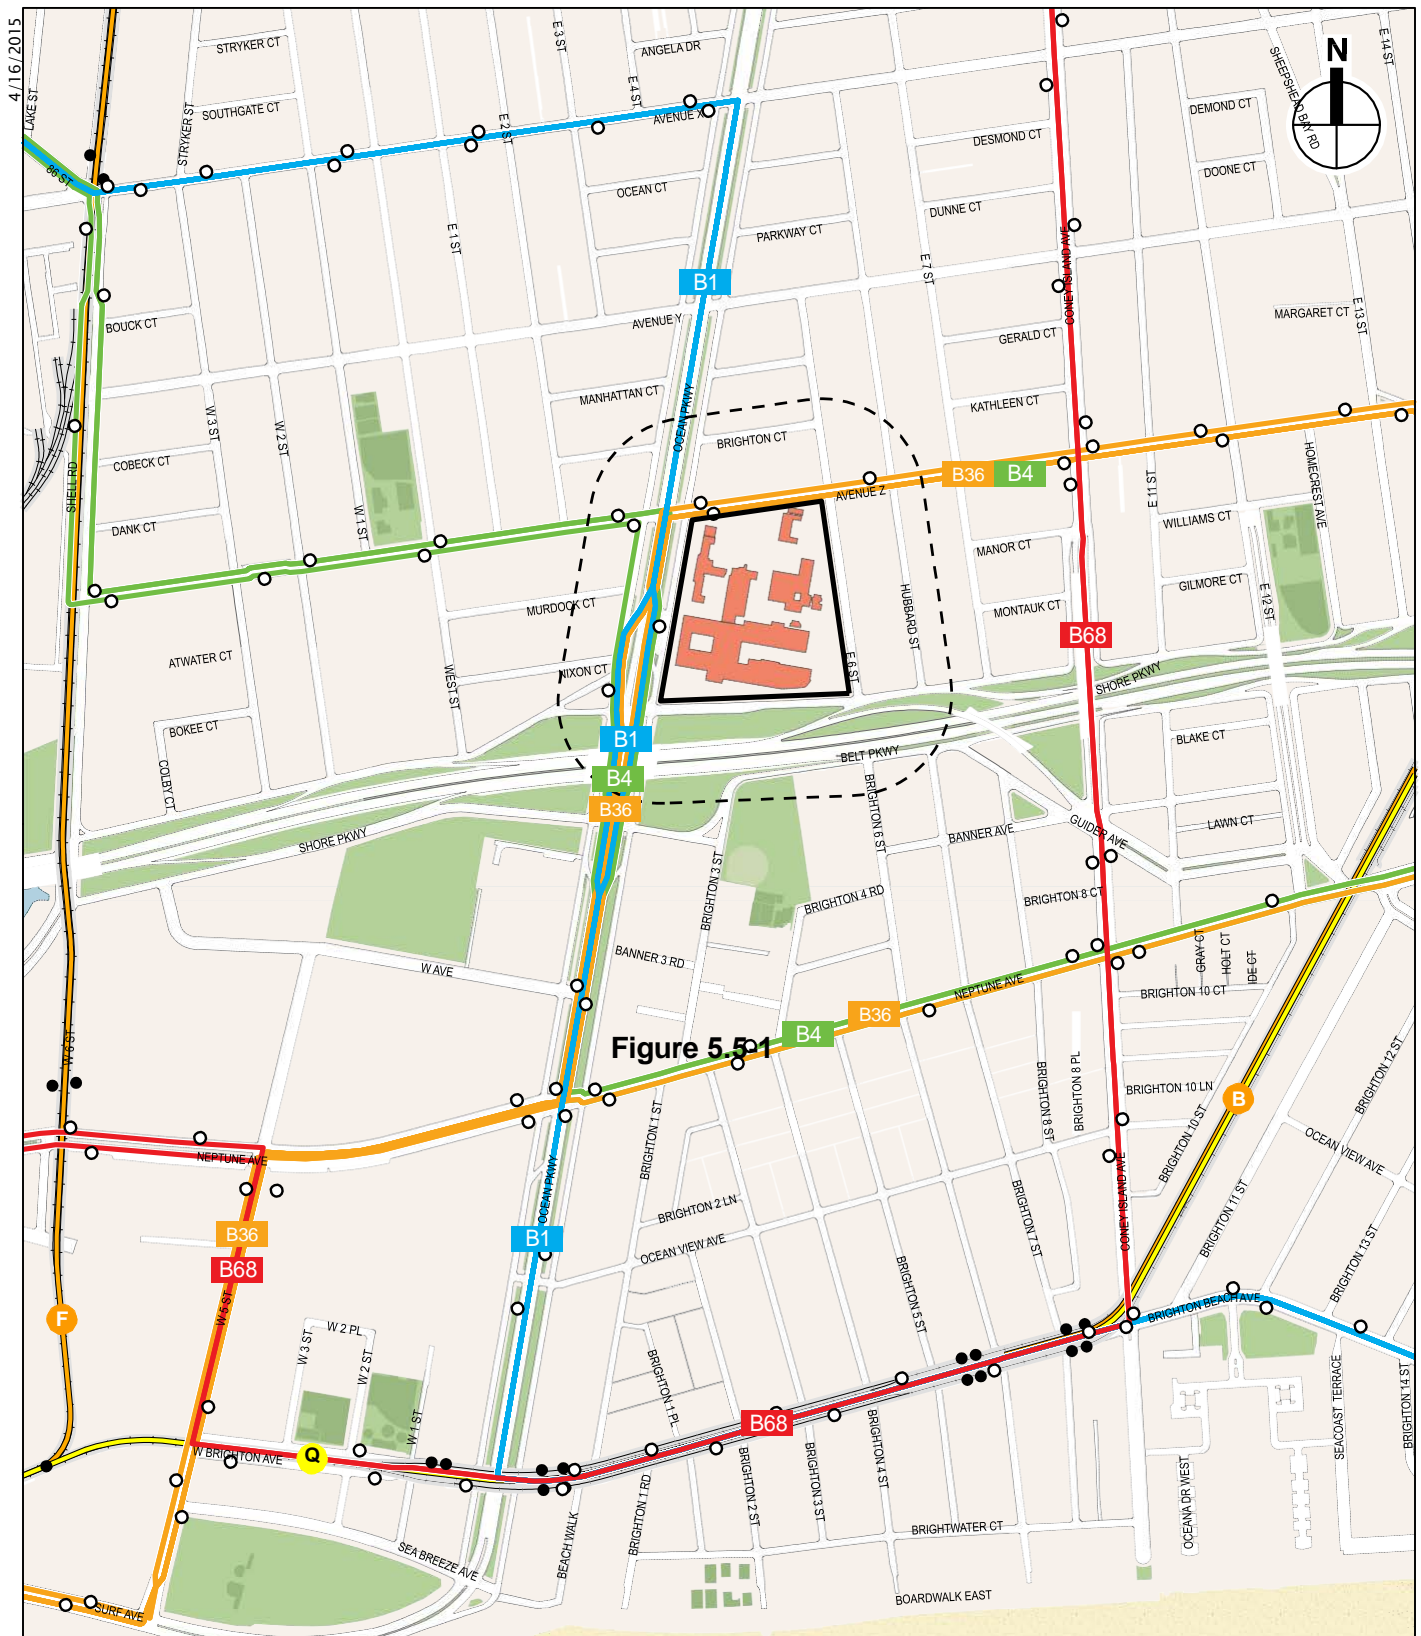 4/16/2015
LAKE ST
STRYKER CT
E 3 ST
ANGELA DR
E 14 ST
N
SHEEPSHEAD BAY RD
SOUTHGATE CT
STRYKER ST
E 2 ST
E 4 ST
AVENUE X
DEMOND CT
DESMOND CT
86 ST
OCEAN CT
DOONE CT
DUNNE CT
E 1 ST
PARKWAY CT
E 7 ST
CONEY ISLAND AVE
B1
BOUCK CT
AVENUE Y
GERALD CT
MARGARET CT
E 13 ST
MANHATTAN CT
OCEAN PKWY
KATHLEEN CT
W 3 ST
W 2 ST
BRIGHTON CT
COBECK CT
SHELL RD
B36
B4
AVENUE Z
E 11 ST
HOMECREST AVE
DANK CT
W 1 ST
WILLIAMS CT
MANOR CT
MURDOCK CT
HUBBARD ST
MONTAUK CT
GILMORE CT
E 12 ST
B68
ATWATER CT
WEST ST
NIXON CT
E 6 ST
SHORE PKWY
BOKEE CT
COLBY CT
B1
BELT PKWY
BLAKE CT
B4
B36
SHORE PKWY
BRIGHTON 6 ST
BANNER AVE
GUIDER AVE
LAWN CT
BRIGHTON 3 ST
BRIGHTON 4 RD
BRIGHTON 8 CT
W AVE
BANNER 3 RD
GRAY CT
HOLT CT
IDE CT
NEPTUNE AVE
BRIGHTON 10 CT
B36
B4
Figure 5.5-1
W 6 ST
BRIGHTON 8 ST
BRIGHTON 8 PL
BRIGHTON 10 LN
B
BRIGHTON 12 ST
BRIGHTON 1 ST
BRIGHTON 10 ST
OCEAN VIEW AVE
NEPTUNE AVE
OCEAN PKWY
BRIGHTON 2 LN
BRIGHTON 7 ST
CONEY ISLAND AVE
BRIGHTON 11 ST
B36
B1
OCEAN VIEW AVE
B68
BRIGHTON 13 ST
W 5 ST
BRIGHTON 5 ST
BRIGHTON BEACH AVE
F
W 2 PL
W 3 ST
W 2 ST
BRIGHTON 1 PL
SEACOAST TERRACE
BRIGHTON 14 ST
W 1 ST
B68
BRIGHTON 4 ST
W BRIGHTON AVE
Q
BRIGHTON 2 ST
BRIGHTON 3 ST
BRIGHTON 1 RD
OCEANA DR WEST
BEACH WALK
BRIGHTWATER CT
SEA BREEZE AVE
BOARDWALK EAST
SURF AVE